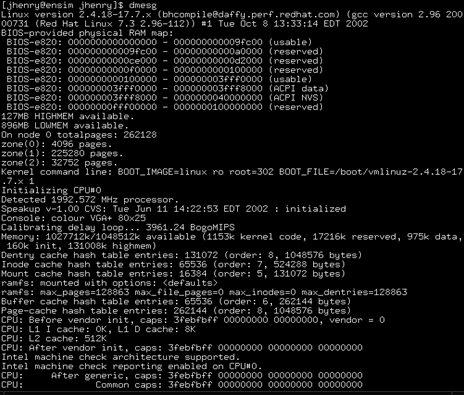 [jhenry@ensim jhenry]$ dmesg
Linux version 2.4.18-17.7.x (bhcompile@daffy.perf.redhat.com) (gcc version 2.96 200
00731 (Red Hat Linux 7.3 2.96-112)) #1 Tue Oct 8 13:33:14 EDT 2002
BIOS-provided physical RAM map:
 BIOS-e820: 0000000000000000 - 000000000009fc00 (usable)
 BIOS-e820: 000000000009fc00 - 00000000000a0000 (reserved)
 BIOS-e820: 00000000000ce000 - 00000000000d2000 (reserved)
 BIOS-e820: 00000000000f0000 - 0000000000100000 (reserved)
 BIOS-e820: 0000000000100000 - 000000003fff0000 (usable)
 BIOS-e820: 000000003fff0000 - 000000003fff8000 (ACPI data)
 BIOS-e820: 000000003fff8000 - 0000000040000000 (ACPI NVS)
 BIOS-e820: 00000000fff00000 - 0000000100000000 (reserved)
127MB HIGHMEM available.
896MB LOWMEM available.
On node 0 totalpages: 262128
zone(0): 4096 pages.
zone(1): 225280 pages.
zone(2): 32752 pages.
Kernel command line: BOOT_IMAGE=linux ro root=302 BOOT_FILE=/boot/vmlinuz-2.4.18-17
.7.x 1
Initializing CPU#0
Detected 1992.572 MHz processor.
Speakup v-1.00 CVS: Tue Jun 11 14:22:53 EDT 2002 : initialized
Console: colour VGA+ 80x25
Calibrating delay loop... 3961.24 BogoMIPS
Memory: 1027712k/1048512k available (1153k kernel code, 17216k reserved, 975k data,
 160k init, 131008k highmem)
Dentry cache hash table entries: 131072 (order: 8, 1048576 bytes)
Inode cache hash table entries: 65536 (order: 7, 524288 bytes)
Mount cache hash table entries: 16384 (order: 5, 131072 bytes)
ramfs: mounted with options: <defaults>
ramfs: max_pages=128863 max_file_pages=0 max_inodes=0 max_dentries=128863
Buffer cache hash table entries: 65536 (order: 6, 262144 bytes)
Page-cache hash table entries: 262144 (order: 8, 1048576 bytes)
CPU: Before vendor init, caps: 3febfbff 00000000 00000000, vendor = 0
CPU: L1 I cache: 0K, L1 D cache: 8K
CPU: L2 cache: 512K
CPU: After vendor init, caps: 3febfbff 00000000 00000000 00000000
Intel machine check architecture supported.
Intel machine check reporting enabled on CPU#0.
CPU:     After generic, caps: 3febfbff 00000000 00000000 00000000
CPU:             Common caps: 3febfbff 00000000 00000000 00000000